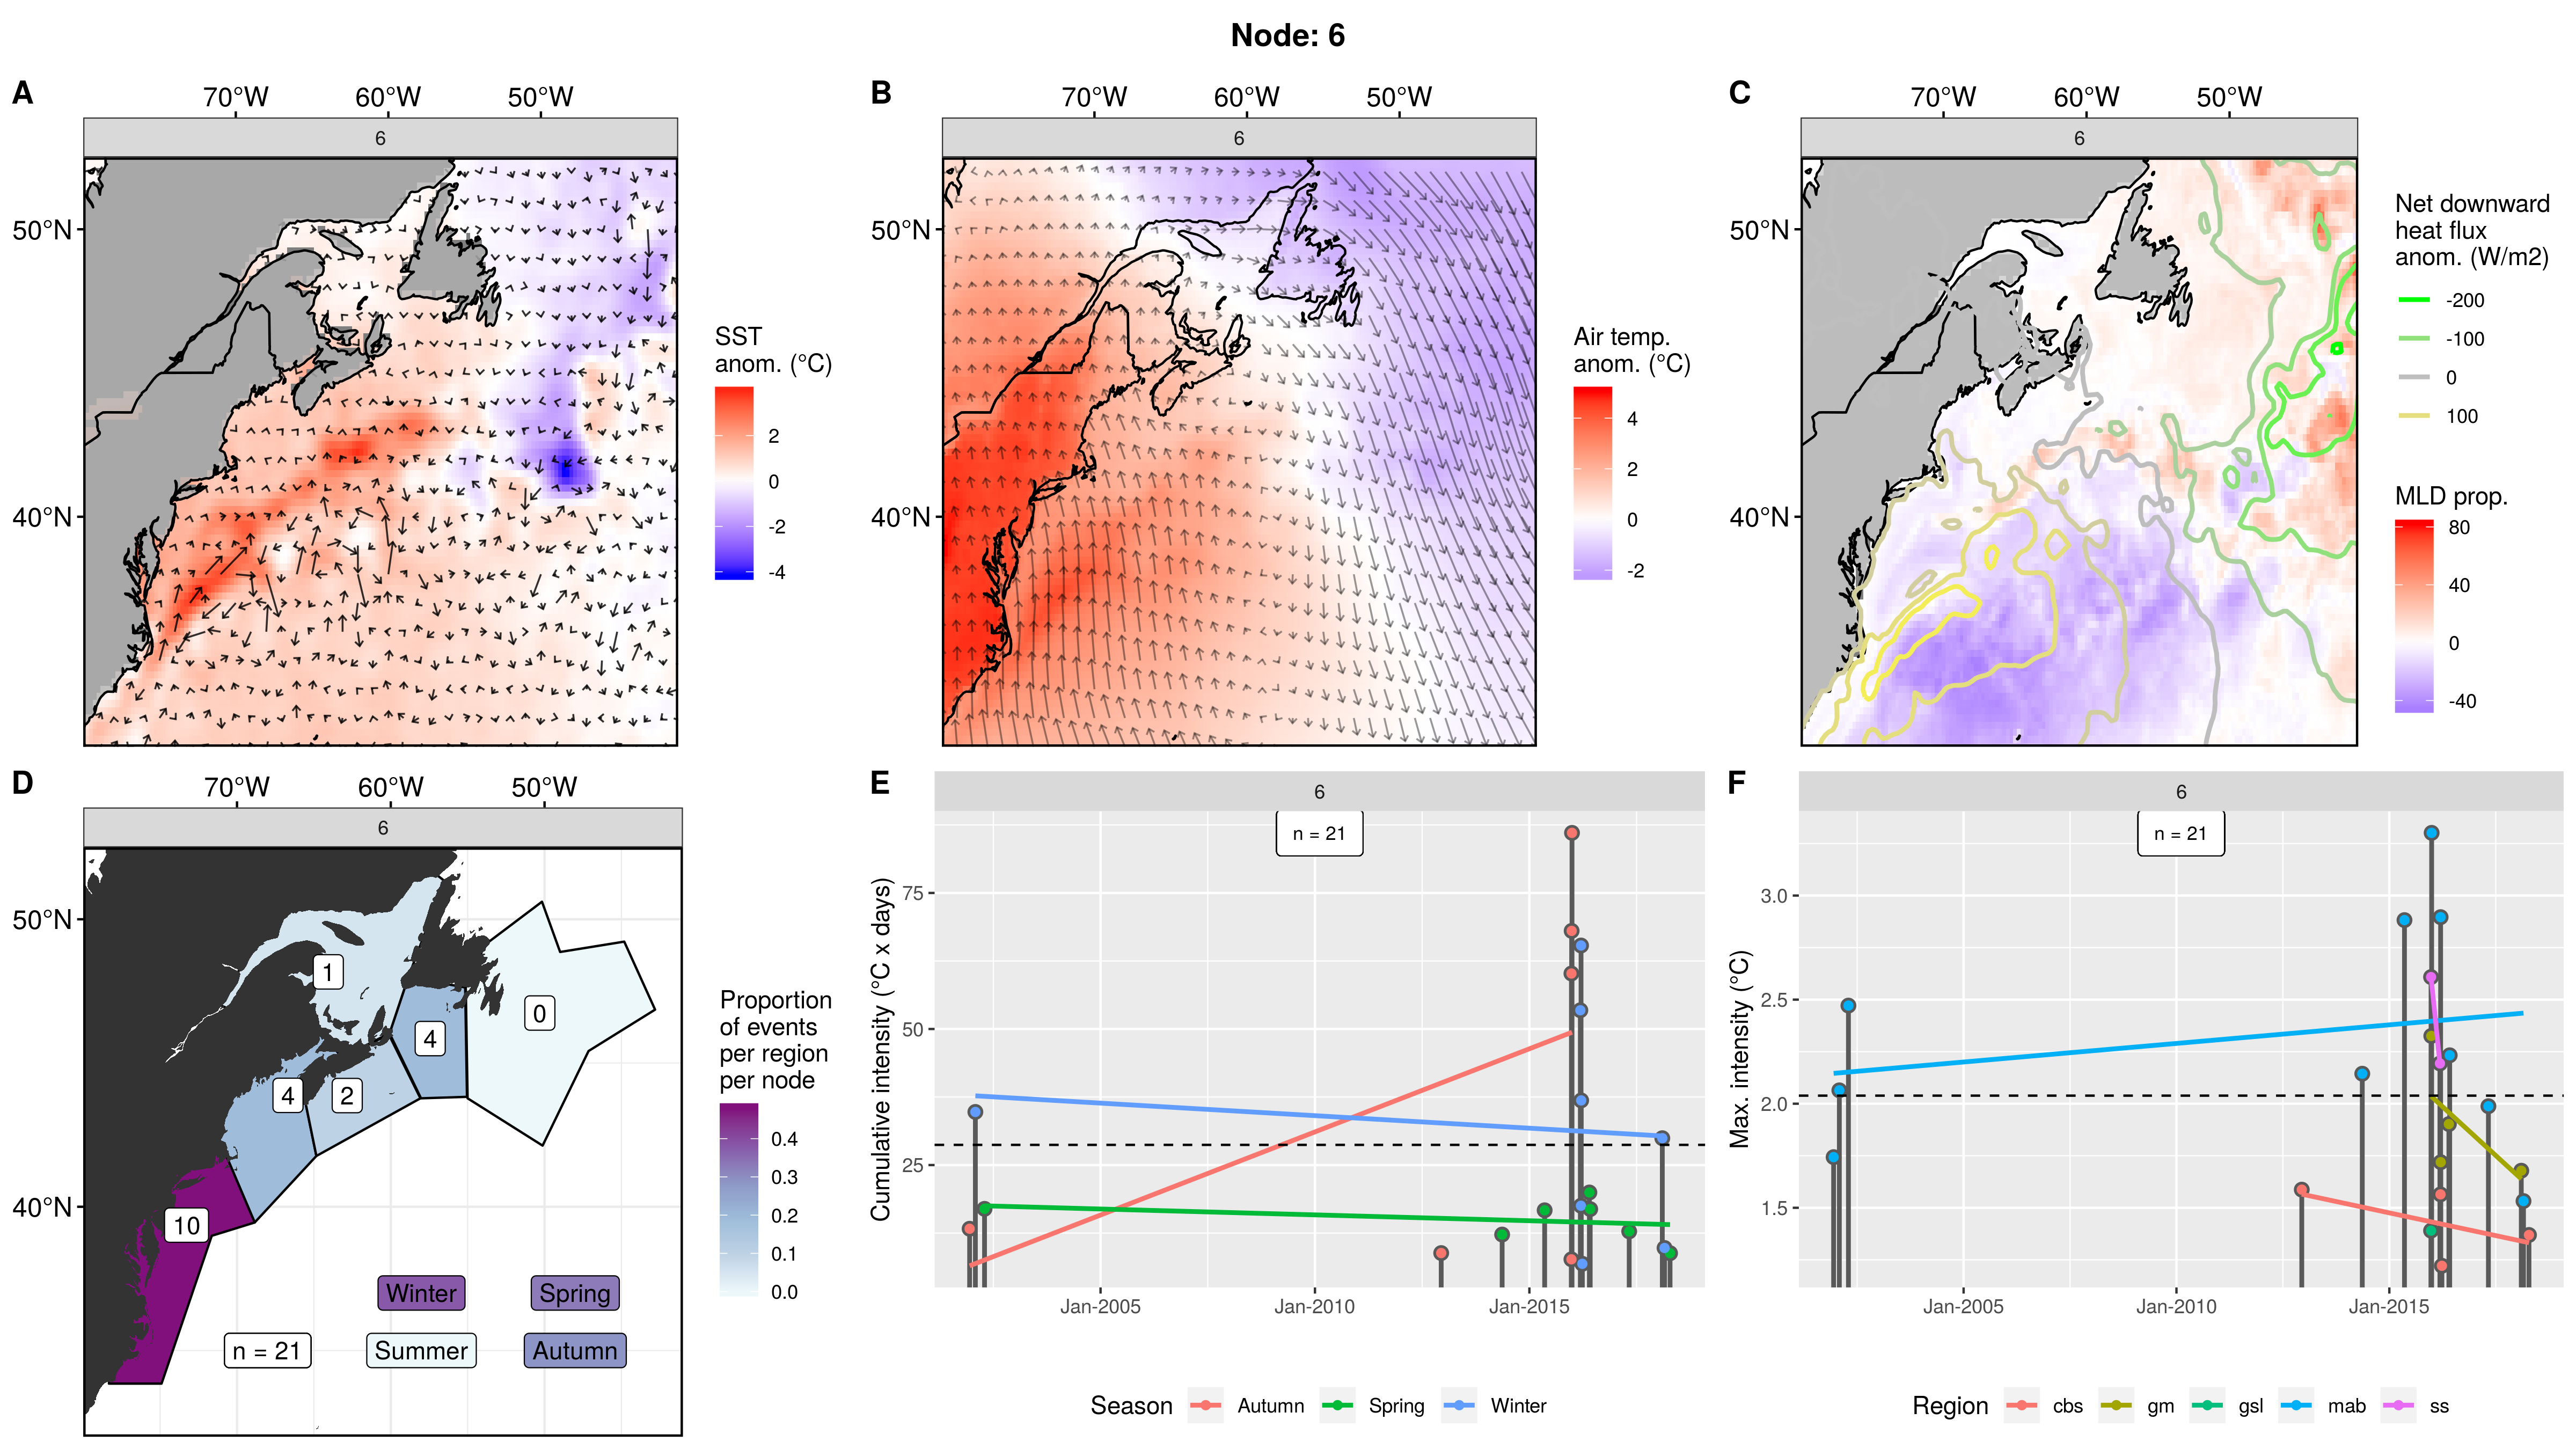 Node: 6
A
70°W 60°W 50°W
6
50°N
40°N
SST
anom. (°C)
2
0
-2
-4
B
70°W 60°W 50°W
6
50°N
40°N
Air temp.
anom. (°C)
4
2
0
-2
C
70°W 60°W 50°W
6
50°N
40°N
Net downward
heat flux
anom. (W/m2)
-200
-100
0
100
MLD prop.
80
40
0
-40
D
70°W 60°W 50°W
6
50°N
40°N
1
0
4
4
2
10
Winter Spring
n = 21 Summer Autumn
Proportion
of events
per region
per node
0.4
0.3
0.2
0.1
0.0
E
6
n = 21
Cumulative intensity (°C x days)
75
50
25
Jan-2005 Jan-2010 Jan-2015
Season Autumn Spring Winter
F
6
n = 21
Max. intensity (°C)
3.0
2.5
2.0
1.5
Jan-2005 Jan-2010 Jan-2015
Region cbs gm gsl mab ss